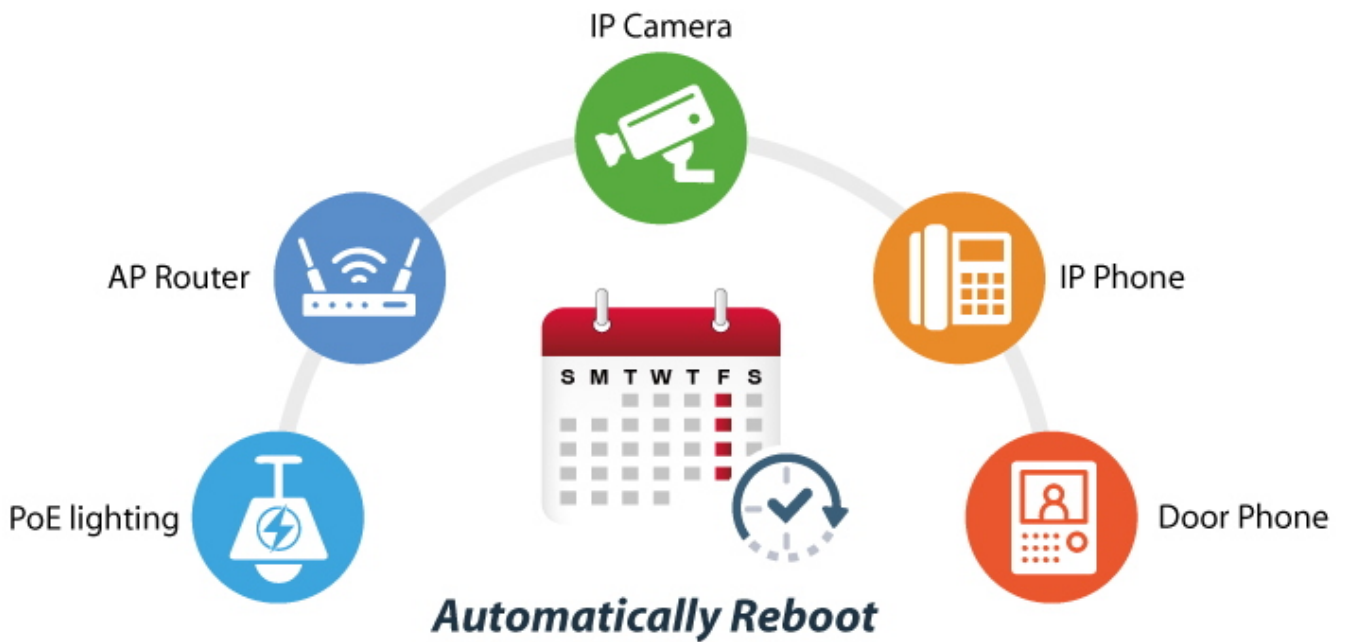 IP Camera
AP Router
IP Phone
S M T W T F S
PoE lighting
Door Phone
Automatically Reboot